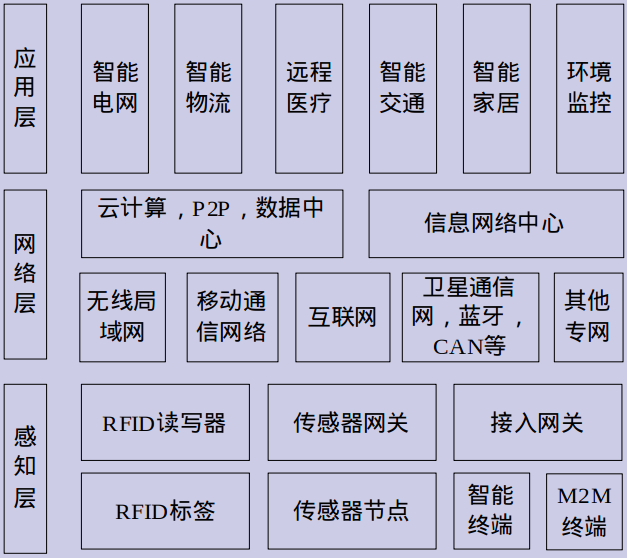 应
用
层
智能
电网
智能
物流
远程
医疗
智能
交通
智能
家居
环境
监控
网
络
层
云计算，P2P，数据中
心
信息网络中心
无线局
域网
移动通
信网络
互联网
卫星通信
网，蓝牙，
CAN等
其他
专网
感
知
层
RFID读写器
传感器网关
接入网关
RFID标签
传感器节点
智能
终端
M2M
终端